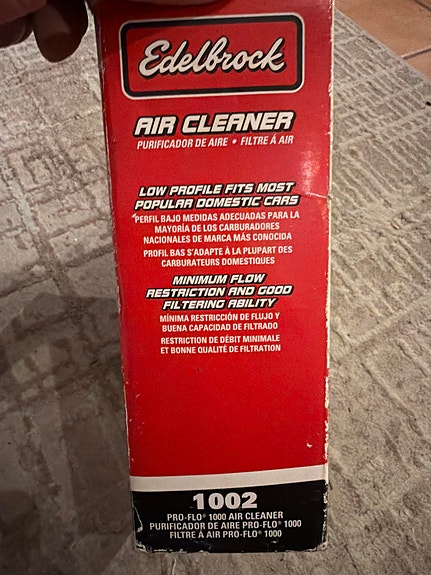 Edelbrock
AIR CLEANER
PURIFICADOR DE AIRE • FILTRE À AIR
LOW PROFILE FITS MOST
POPULAR DOMESTIC CARS
PERFIL BAJO MEDIDAS ADECUADAS PARA LA
MAYORÍA DE LOS CARBURADORES
NACIONALES DE MARCA MÁS CONOCIDA
PROFIL BAS S'ADAPTE À LA PLUPART DES
CARBURATEURS DOMESTIQUES
MINIMUM FLOW
RESTRICTION AND GOOD
FILTERING ABILITY
MÍNIMA RESTRICCIÓN DE FLUJO Y
BUENA CAPACIDAD DE FILTRADO
RESTRICTION DE DÉBIT MINIMALE
ET BONNE QUALITÉ DE FILTRATION
1002
PRO-FLO® 1000 AIR CLEANER
PURIFICADOR DE AIRE PRO-FLO® 1000
FILTRE À AIR PRO-FLO® 1000